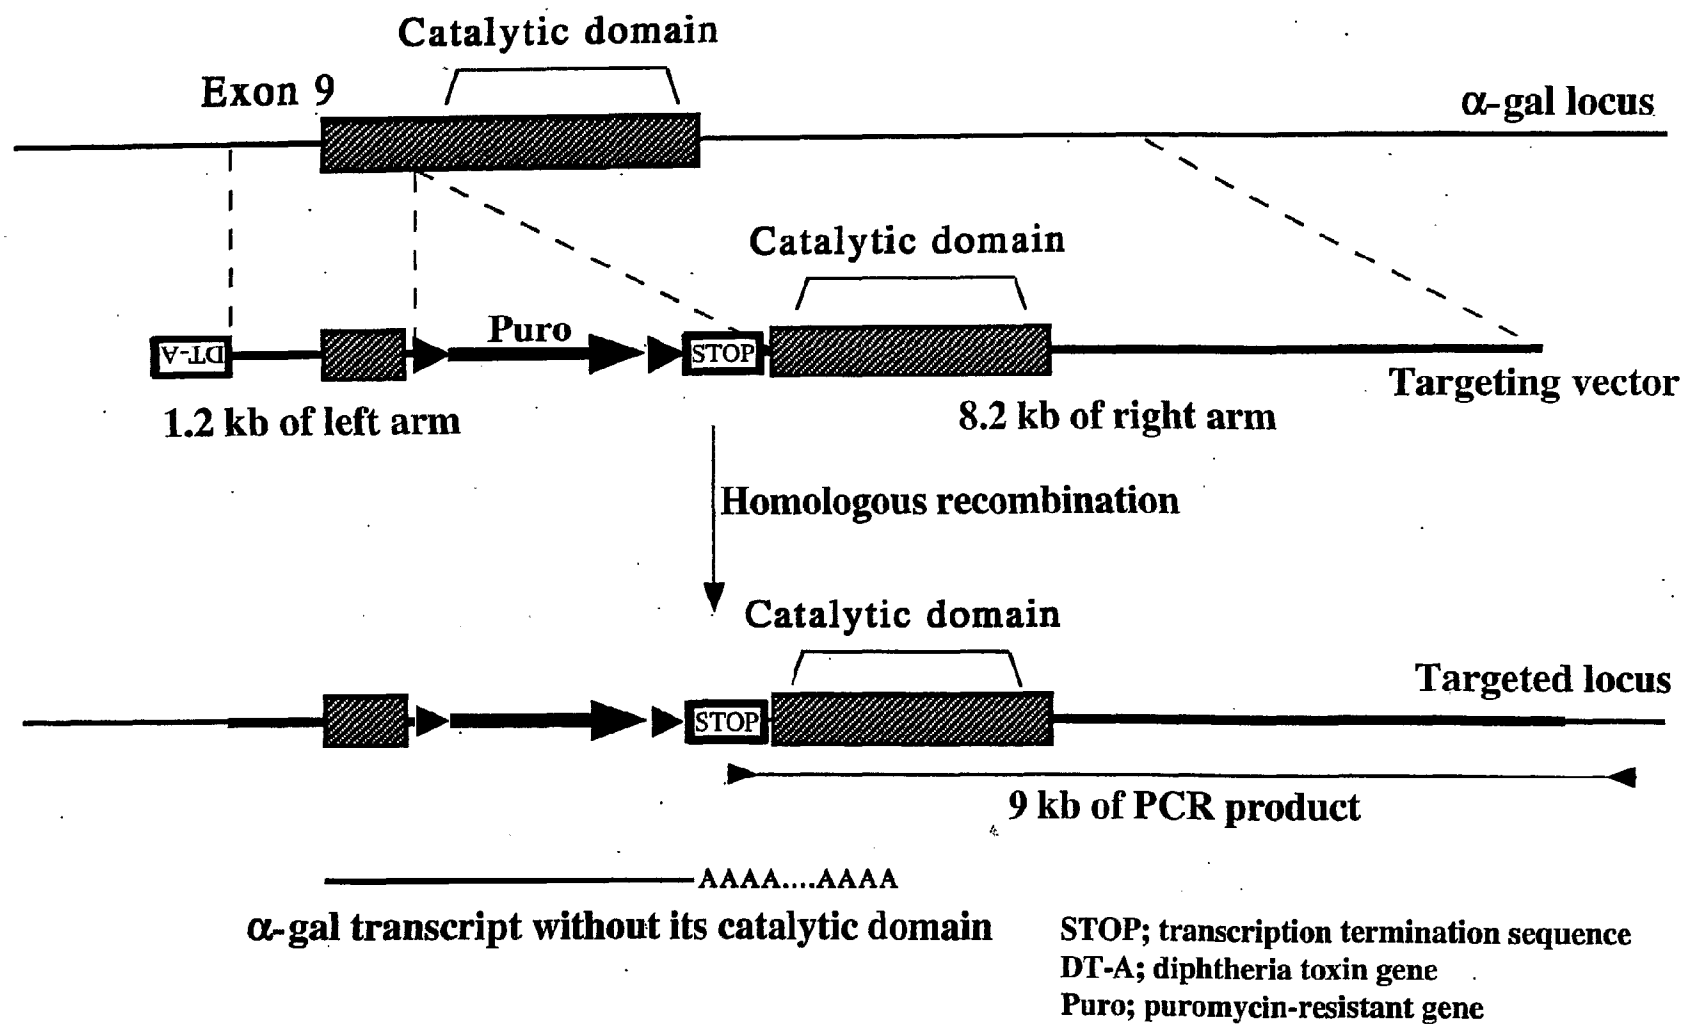 Catalytic domain
Exon 9
α-gal locus
Catalytic domain
Puro
DT-A
STOP
Targeting vector
1.2 kb of left arm
8.2 kb of right arm
Homologous recombination
Catalytic domain
Targeted locus
STOP
9 kb of PCR product
AAAA....AAAA
α-gal transcript without its catalytic domain
STOP; transcription termination sequence
DT-A; diphtheria toxin gene
Puro; puromycin-resistant gene